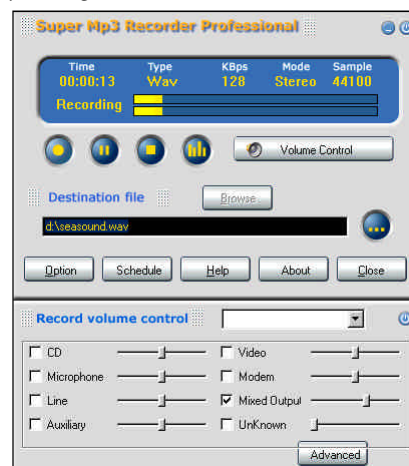 Super Mp3 Recorder Professional
Time Type KBps Mode Sample
00:00:13 Wav 128 Stereo 44100
Recording
Volume Control
Destination file Browse
d:\seasound.wav
...
Option Schedule Help About Close
Record volume control
CD Video
Microphone Modem
Line Mixed Output
Auxiliary UnKnown
Advanced